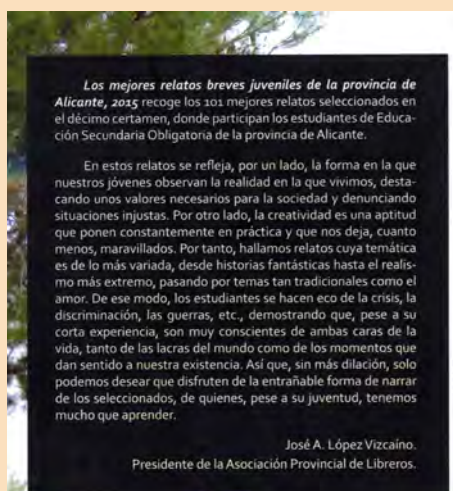 Los mejores relatos breves juveniles de la provincia de
Alicante, 2015 recoge los 101 mejores relatos seleccionados en
el décimo certamen, donde participan los estudiantes de Educa-
ción Secundaria Obligatoria de la provincia de Alicante.
En estos relatos se refleja, por un lado, la forma en la que
nuestros jóvenes observan la realidad en la que vivimos, desta-
cando unos valores necesarios para la sociedad y denunciando
situaciones injustas. Por otro lado, la creatividad es una aptitud
que ponen constantemente en práctica y que nos deja, cuanto
menos, maravillados. Por tanto, hallamos relatos cuya temática
es de lo más variada, desde historias fantásticas hasta el realis-
mo más extremo, pasando por temas tan tradicionales como el
amor. De ese modo, los estudiantes se hacen eco de la crisis, la
discriminación, las guerras, etc., demostrando que, pese a su
corta experiencia, son muy conscientes de ambas caras de la
vida, tanto de las lacras del mundo como de los momentos que
dan sentido a nuestra existencia. Así que, sin más dilación, solo
podemos desear que disfruten de la entrañable forma de narrar
de los seleccionados, de quienes, pese a su juventud, tenemos
mucho que aprender.
José A. López Vizcaíno.
Presidente de la Asociación Provincial de Libreros.